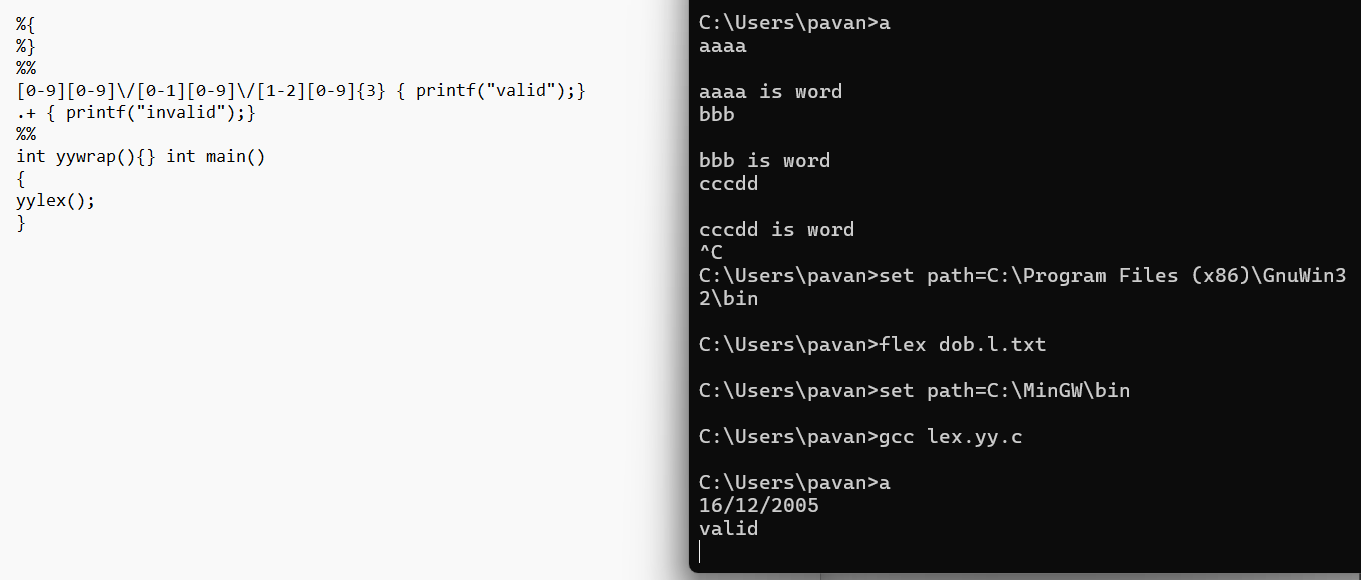 %{
%}
%%
[0-9][0-9]\/[0-1][0-9]\/[1-2][0-9]{3} { printf("valid");}
.+ { printf("invalid");}
%%
int yywrap(){} int main()
{
yylex();
}
C:\Users\pavan>a
aaaa
aaaa is word
bbb
bbb is word
cccdd
cccdd is word
^C
C:\Users\pavan>set path=C:\Program Files (x86)\GnuWin3
2\bin
C:\Users\pavan>flex dob.l.txt
C:\Users\pavan>set path=C:\MinGW\bin
C:\Users\pavan>gcc lex.yy.c
C:\Users\pavan>a
16/12/2005
valid